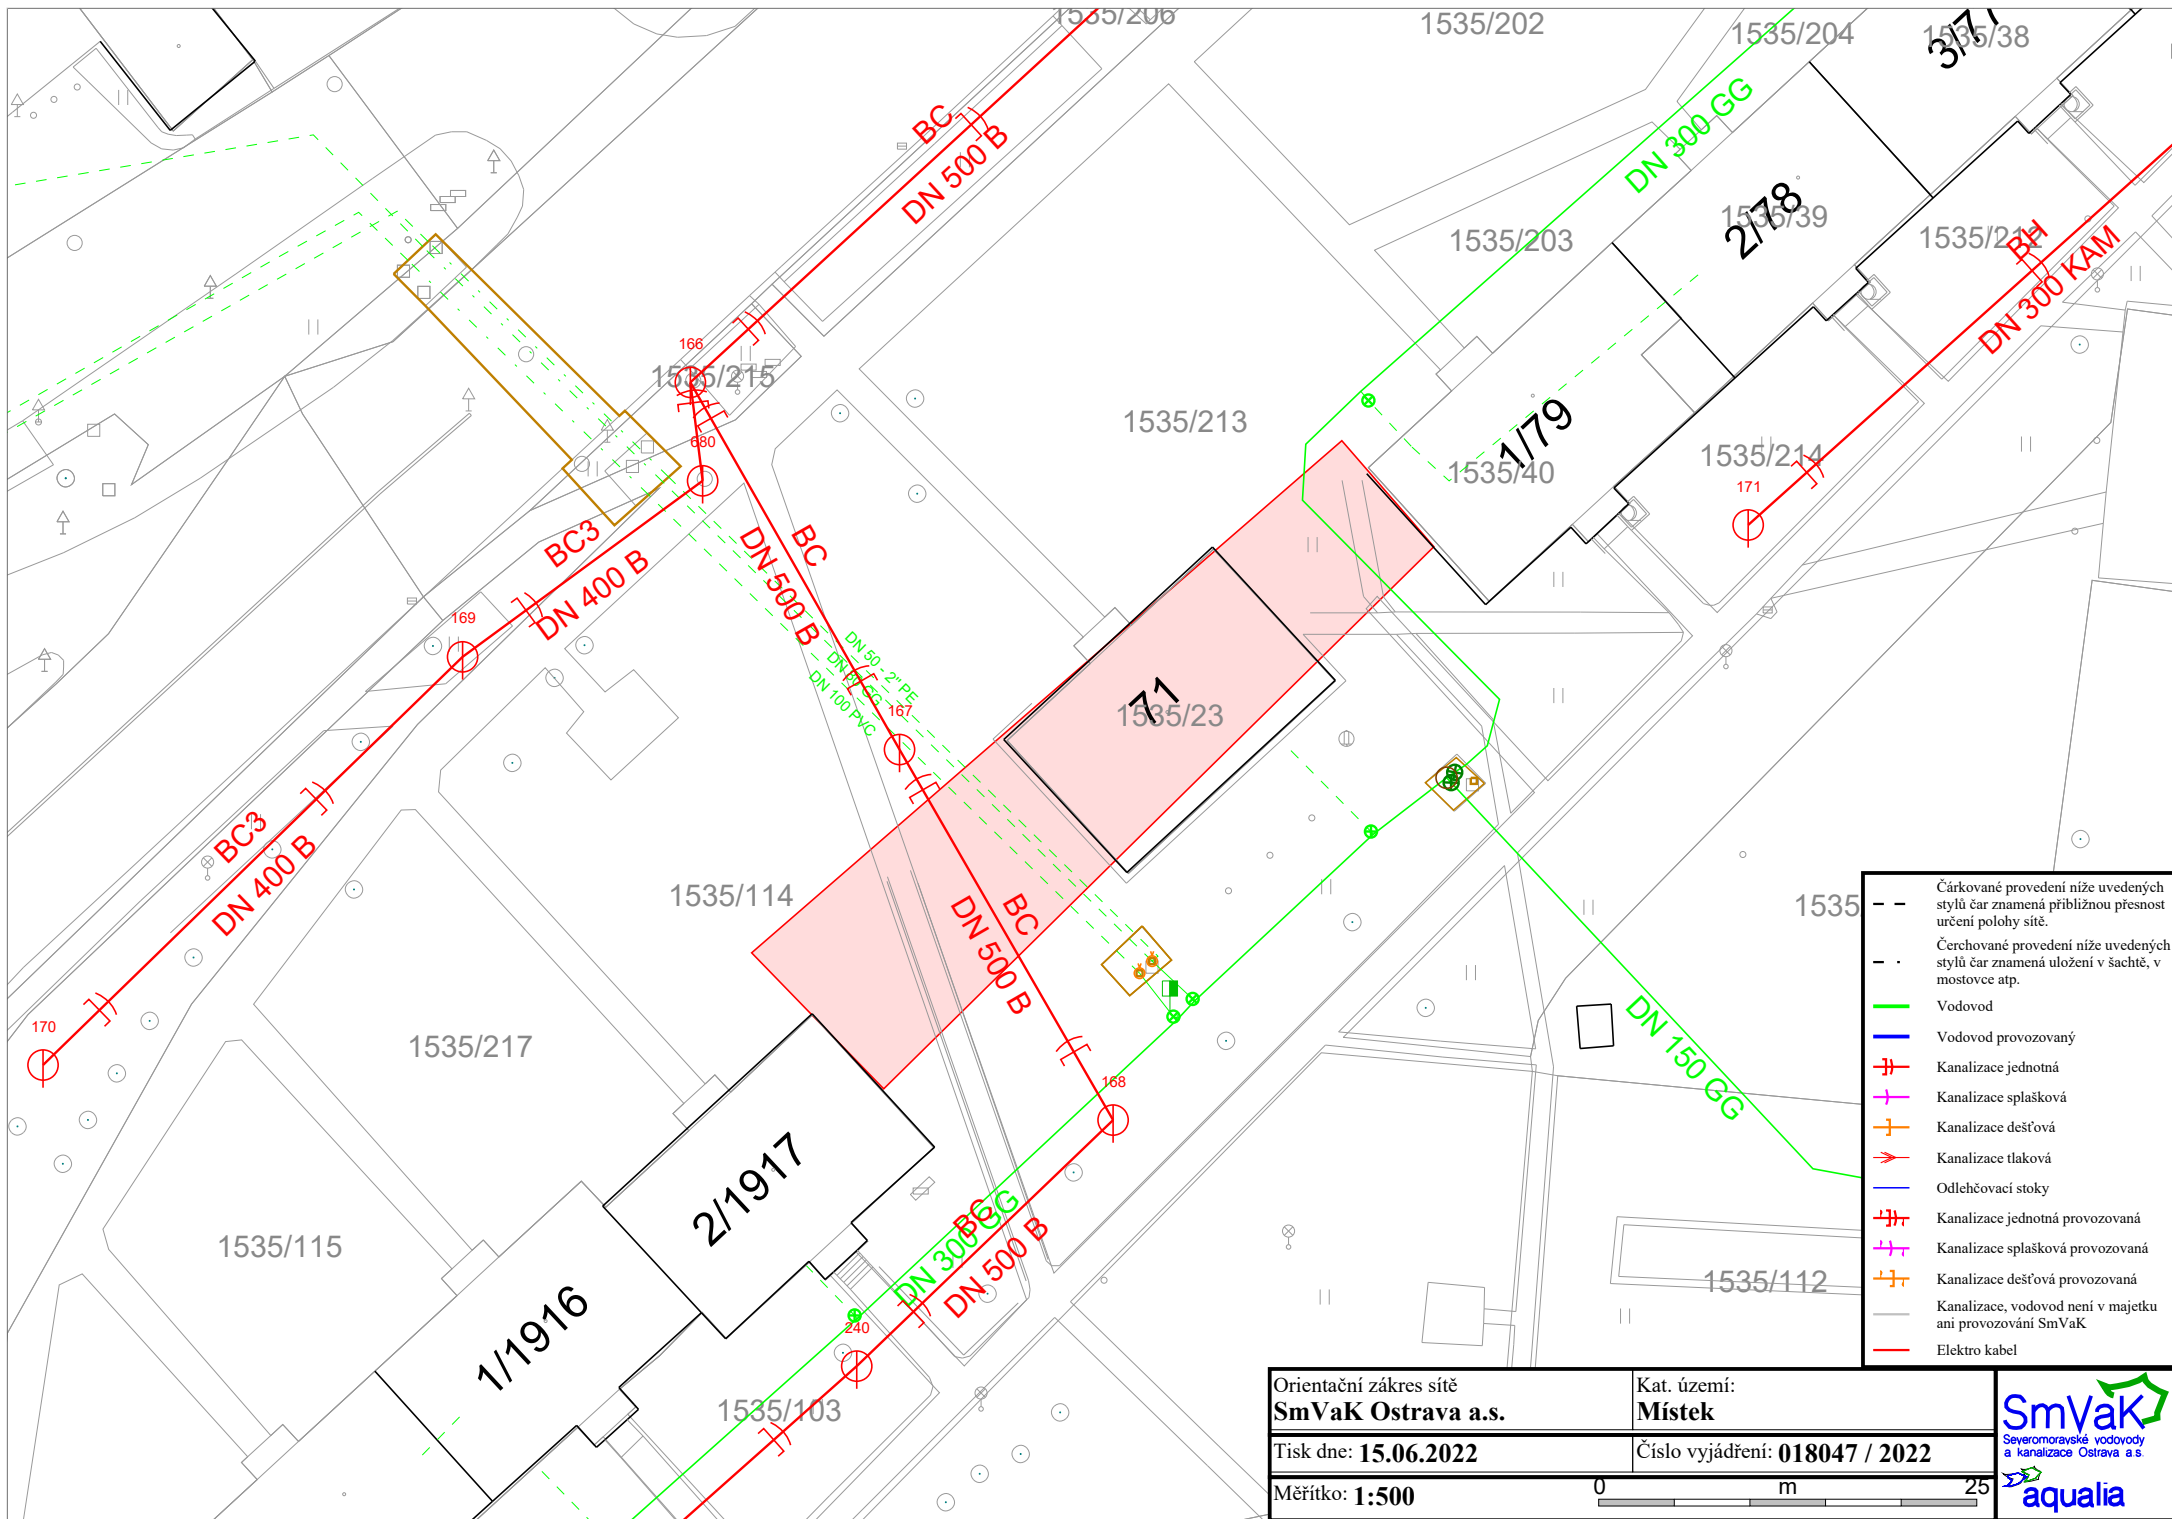 1535/206
1535/202
1535/204
3/77
1535/38
BC
DN 500 B
DN 300 GG
2/78
1535/39
1535/203
1535/212
BH
DN 300 KAM
166
1535/215
680
1535/213
1/79
1535/40
1535/214
171
BC3
DN 400 B
BC
DN 500 B
169
DN 50 - 2" PE
DN 100 PVC
167
71
1535/23
BC3
DN 400 B
1535/114
BC
DN 500 B
1535
170
1535/217
DN 150 GG
168
2/1917
1535/115
BC
DN 300 GG
DN 500 B
1535/112
1/1916
240
1535/103
Čárkované provedení níže uvedených
stylů čar znamená přibližnou přesnost
určení polohy sítě.
Čerchované provedení níže uvedených
stylů čar znamená uložení v šachtě, v
mostovce atp.
Vodovod
Vodovod provozovaný
Kanalizace jednotná
Kanalizace splašková
Kanalizace dešťová
Kanalizace tlaková
Odlehčovací stoky
Kanalizace jednotná provozovaná
Kanalizace splašková provozovaná
Kanalizace dešťová provozovaná
Kanalizace, vodovod není v majetku
ani provozování SmVaK
Elektro kabel
Orientační zákres sítě
SmVaK Ostrava a.s.
Kat. území:
Místek
Tisk dne: 15.06.2022
Číslo vyjádření: 018047 / 2022
Měřítko: 1:500
0 m 25
SmVaK
Severomoravské vodovody
a kanalizace Ostrava a.s.
aqualia